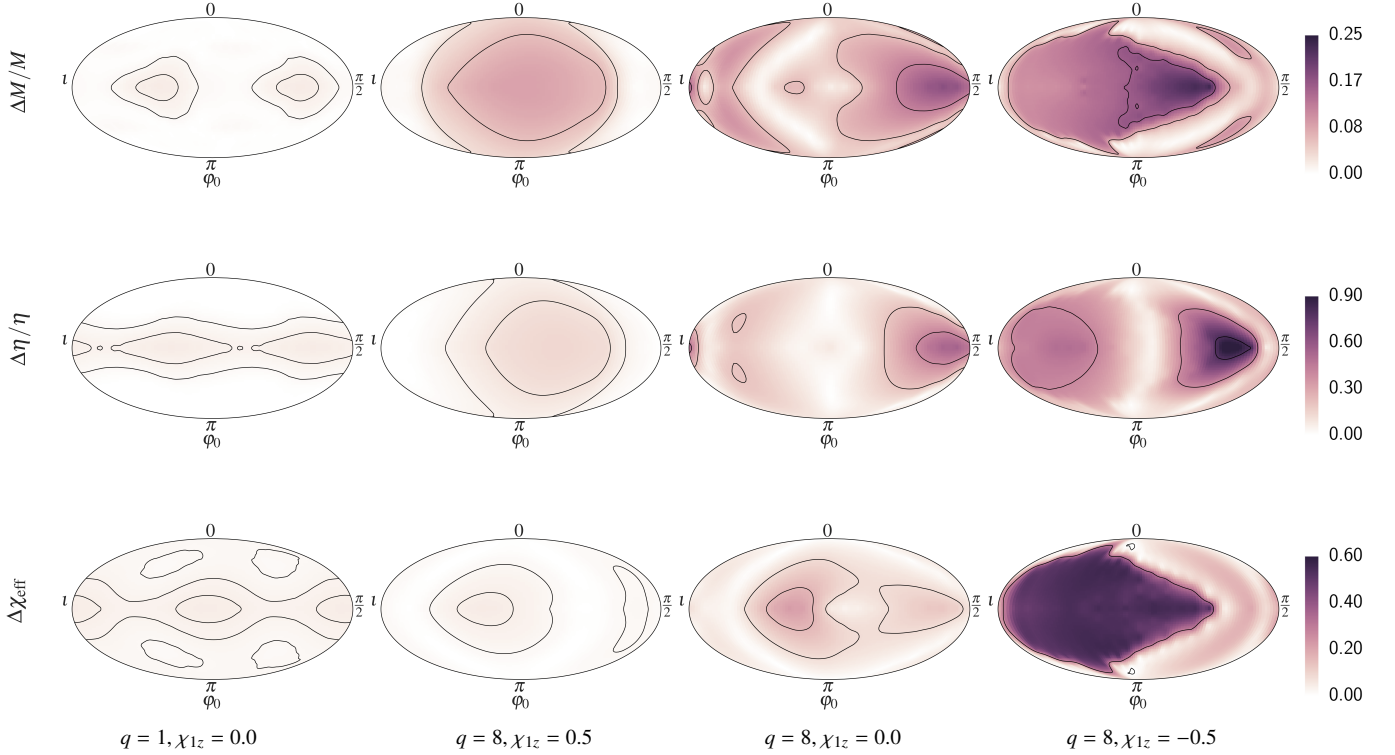 0 0 0 0
ΔM/M ι π/2 ι π/2 ι π/2 ι π/2 0.25 0.17 0.08 0.00
π π π π
φ₀ φ₀ φ₀ φ₀
0 0 0 0
Δη/η ι π/2 ι π/2 ι π/2 ι π/2 0.90 0.60 0.30 0.00
π π π π
φ₀ φ₀ φ₀ φ₀
0 0 0 0
Δχeff ι π/2 ι π/2 ι π/2 ι π/2 0.60 0.40 0.20 0.00
π π π π
φ₀ φ₀ φ₀ φ₀
q = 1, χ1z = 0.0 q = 8, χ1z = 0.5 q = 8, χ1z = 0.0 q = 8, χ1z = −0.5